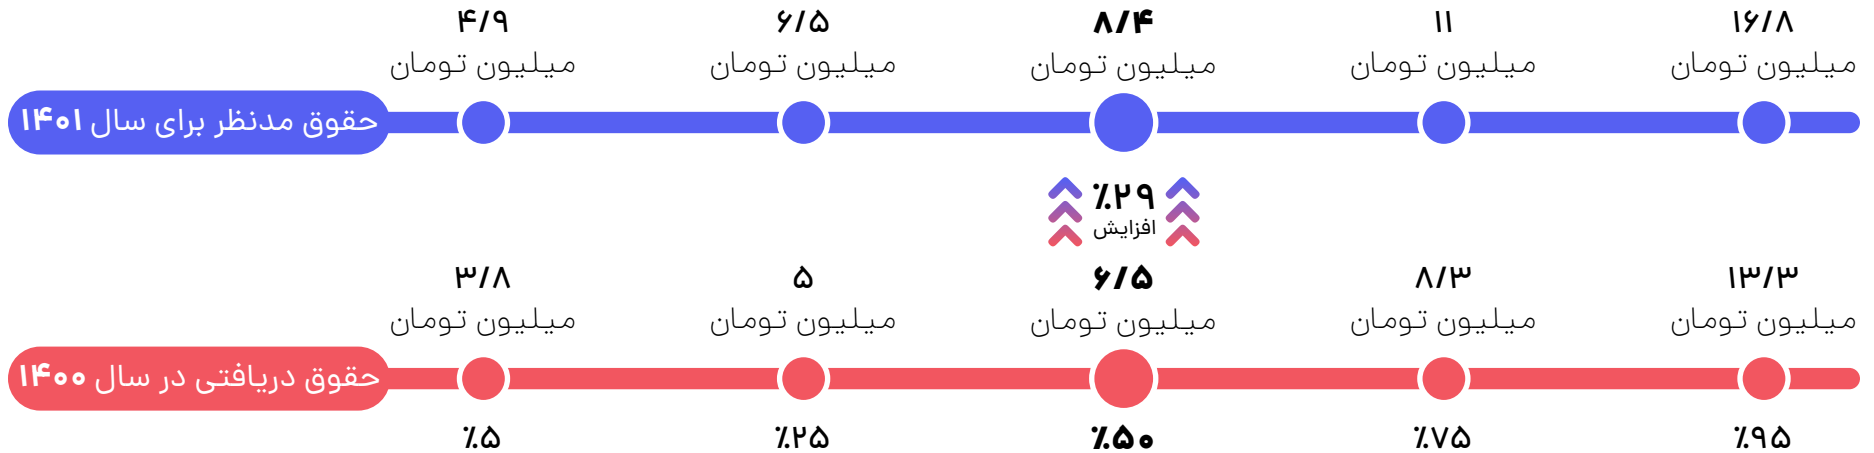 ۴/۹
میلیون تومان
۶/۵
میلیون تومان
۸/۴
میلیون تومان
۱۱
میلیون تومان
۱۶/۸
میلیون تومان
حقوق مدنظر برای سال ۱۴۰۱
٪۲۹
افزایش
۳/۸
میلیون تومان
۵
میلیون تومان
۶/۵
میلیون تومان
۸/۳
میلیون تومان
۱۳/۳
میلیون تومان
حقوق دریافتی در سال ۱۴۰۰
٪۵
٪۲۵
٪۵۰
٪۷۵
٪۹۵